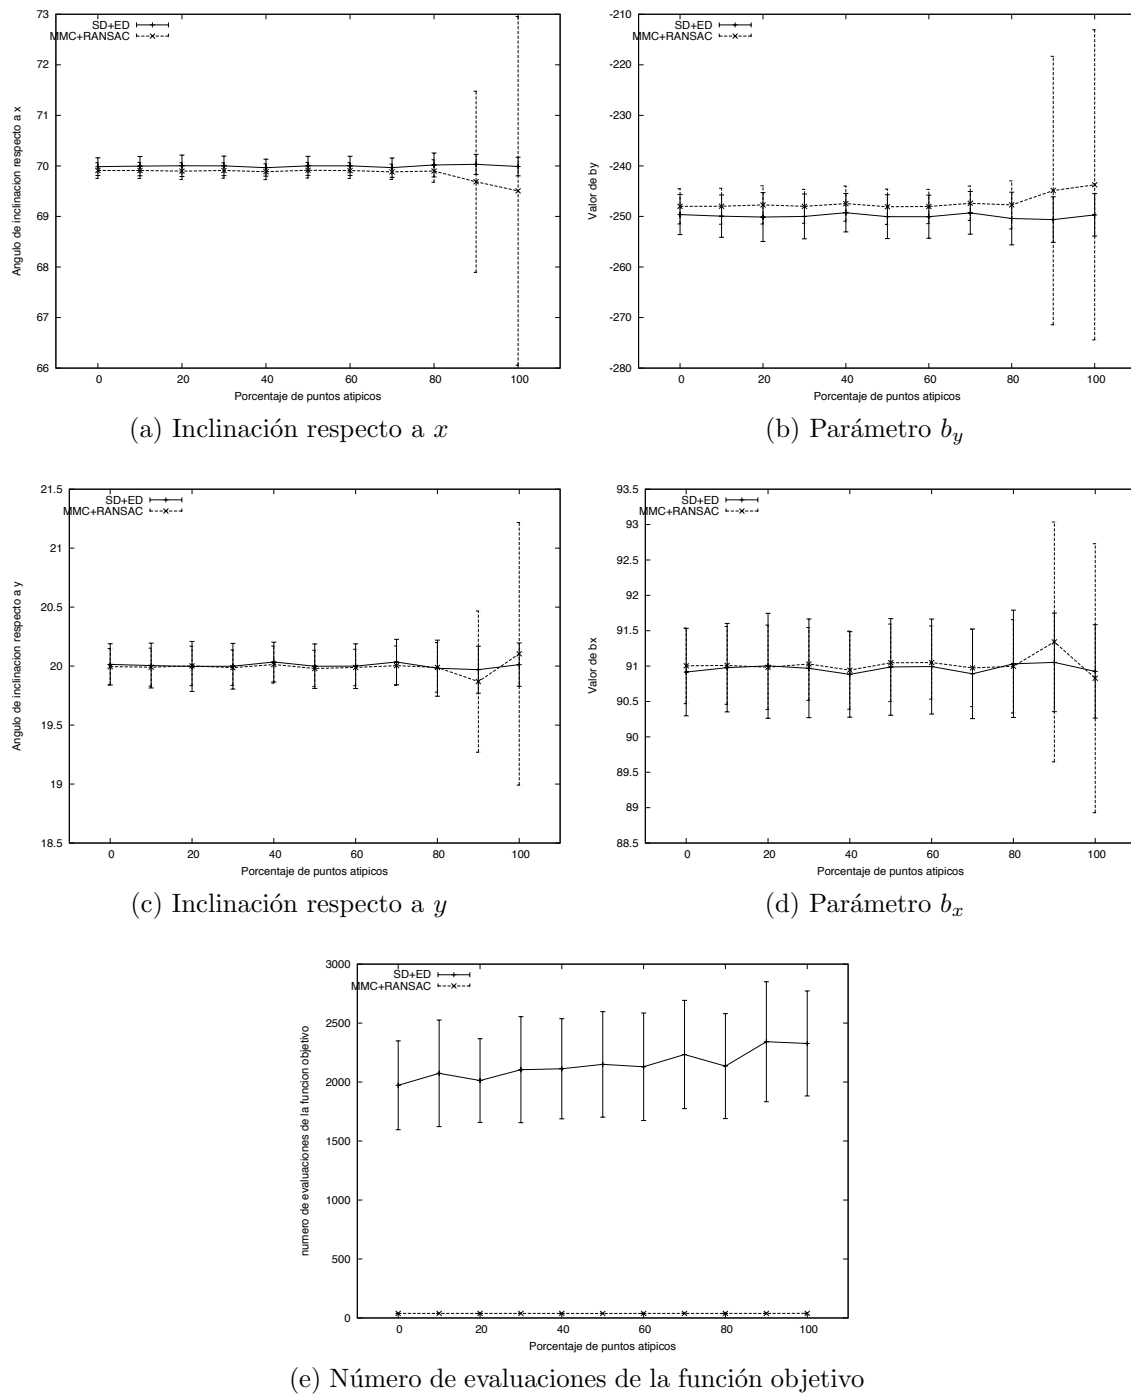 73
72
71
70
69
68
67
66
0
20
40
60
80
100
SD+ED
MMC+RANSAC
Angulo de inclinacion respecto a x
Porcentaje de puntos atipicos
(a) Inclinación respecto a x
-210
-220
-230
-240
-250
-260
-270
-280
0
20
40
60
80
100
SD+ED
MMC+RANSAC
Valor de by
Porcentaje de puntos atipicos
(b) Parámetro b_y
21.5
21
20.5
20
19.5
19
18.5
0
20
40
60
80
100
SD+ED
MMC+RANSAC
Angulo de inclinacion respecto a y
Porcentaje de puntos atipicos
(c) Inclinación respecto a y
93.5
93
92.5
92
91.5
91
90.5
90
89.5
89
88.5
0
20
40
60
80
100
SD+ED
MMC+RANSAC
Valor de bx
Porcentaje de puntos atipicos
(d) Parámetro b_x
3000
2500
2000
1500
1000
500
0
0
20
40
60
80
100
SD+ED
MMC+RANSAC
numero de evaluaciones de la funcion objetivo
Porcentaje de puntos atipicos
(e) Número de evaluaciones de la función objetivo